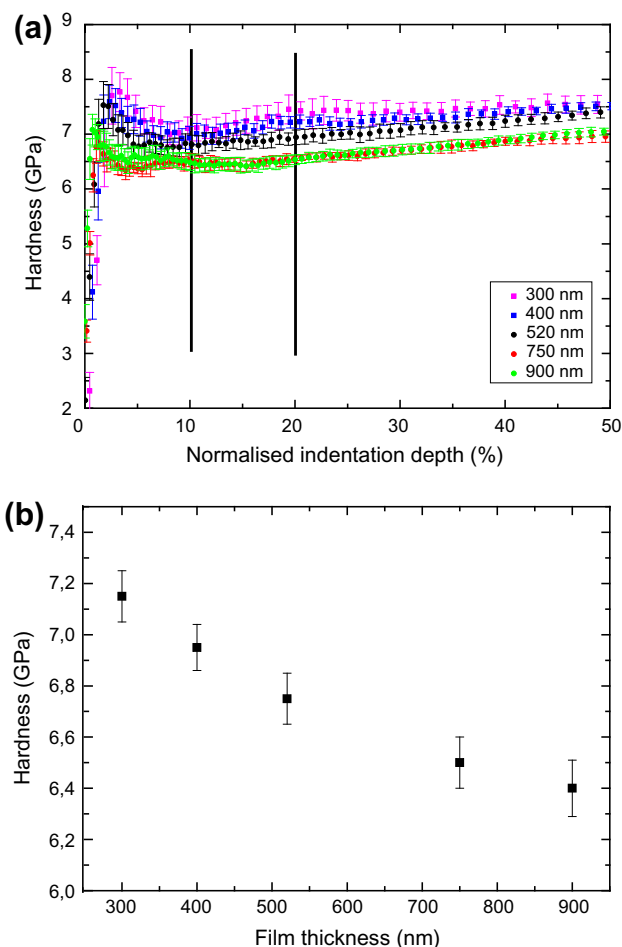 (a)
9
8
7
6
5
4
3
2
Hardness (GPa)
300 nm
400 nm
520 nm
750 nm
900 nm
0 10 20 30 40 50
Normalised indentation depth (%)
(b)
7,4
7,2
7,0
6,8
6,6
6,4
6,2
6,0
Hardness (GPa)
300 400 500 600 700 800 900
Film thickness (nm)